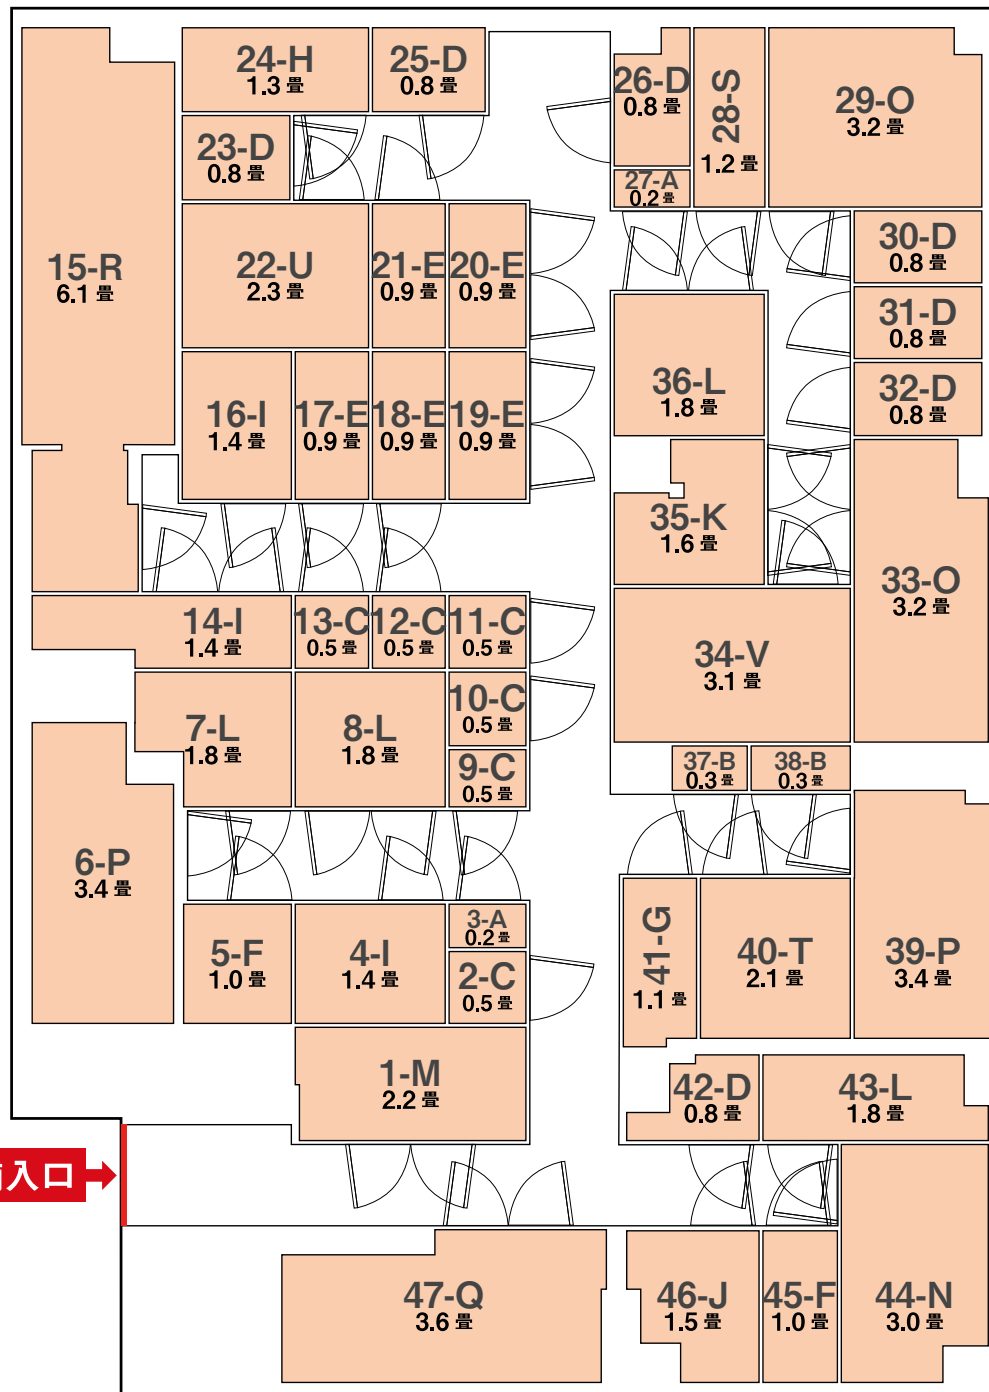 24-H
1.3 畳
25-D
0.8 畳
26-D
0.8 畳
28-S
1.2 畳
29-O
3.2 畳
23-D
0.8 畳
27-A
0.2 畳
15-R
6.1 畳
22-U
2.3 畳
21-E
0.9 畳
20-E
0.9 畳
30-D
0.8 畳
31-D
0.8 畳
16-I
1.4 畳
17-E
0.9 畳
18-E
0.9 畳
19-E
0.9 畳
36-L
1.8 畳
32-D
0.8 畳
35-K
1.6 畳
33-O
3.2 畳
14-I
1.4 畳
13-C
0.5 畳
12-C
0.5 畳
11-C
0.5 畳
34-V
3.1 畳
7-L
1.8 畳
8-L
1.8 畳
10-C
0.5 畳
9-C
0.5 畳
37-B
0.3 畳
38-B
0.3 畳
6-P
3.4 畳
5-F
1.0 畳
4-I
1.4 畳
3-A
0.2 畳
2-C
0.5 畳
41-G
1.1 畳
40-T
2.1 畳
39-P
3.4 畳
1-M
2.2 畳
42-D
0.8 畳
43-L
1.8 畳
入口
47-Q
3.6 畳
46-J
1.5 畳
45-F
1.0 畳
44-N
3.0 畳